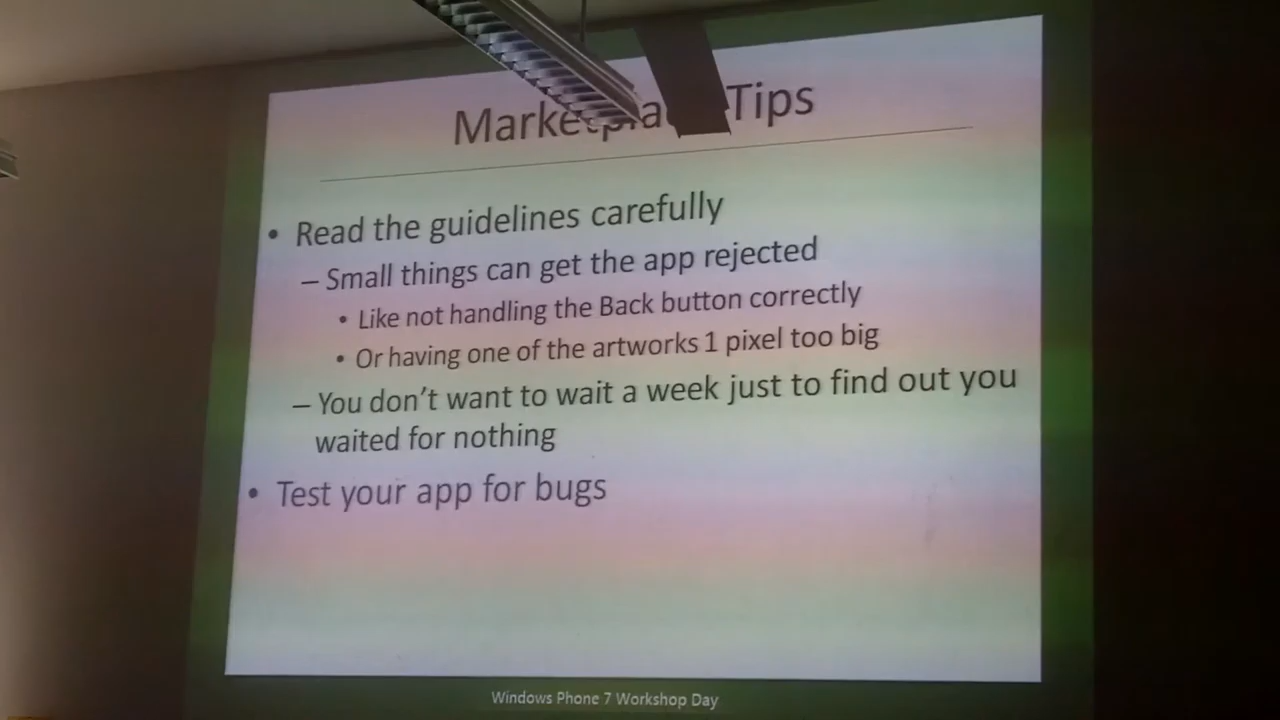 Marketplace Tips
• Read the guidelines carefully
– Small things can get the app rejected
• Like not handling the Back button correctly
• Or having one of the artworks 1 pixel too big
– You don't want to wait a week just to find out you
waited for nothing
• Test your app for bugs
Windows Phone 7 Workshop Day